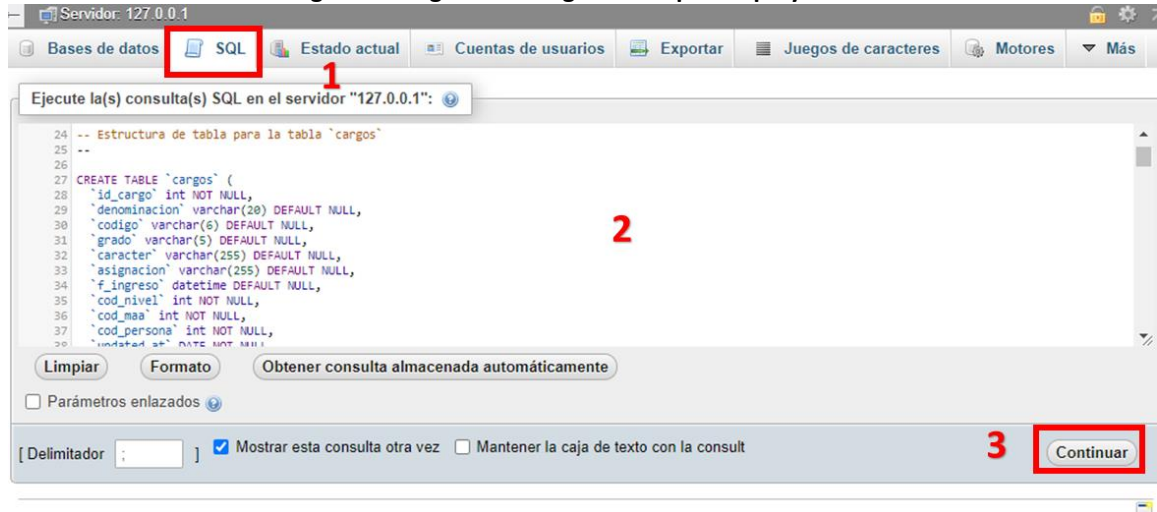 Servidor: 127.0.0.1
Bases de datos SQL Estado actual Cuentas de usuarios Exportar Juegos de caracteres Motores Más
1
Ejecute la(s) consulta(s) SQL en el servidor "127.0.0.1":
24 -- Estructura de tabla para la tabla `cargos`
25 --
26
27 CREATE TABLE `cargos` (
28 `id_cargo` int NOT NULL,
29 `denominacion` varchar(20) DEFAULT NULL,
30 `codigo` varchar(6) DEFAULT NULL,
31 `grado` varchar(5) DEFAULT NULL,
32 `caracter` varchar(255) DEFAULT NULL,
33 `asignacion` varchar(255) DEFAULT NULL,
34 `f_ingreso` datetime DEFAULT NULL,
35 `cod_nivel` int NOT NULL,
36 `cod_maa` int NOT NULL,
37 `cod_persona` int NOT NULL,
38 `updated_at` DATE NOT NULL
2
Limpiar Formato Obtener consulta almacenada automáticamente
Parámetros enlazados
[ Delimitador ; ] Mostrar esta consulta otra vez Mantener la caja de texto con la consult 3 Continuar